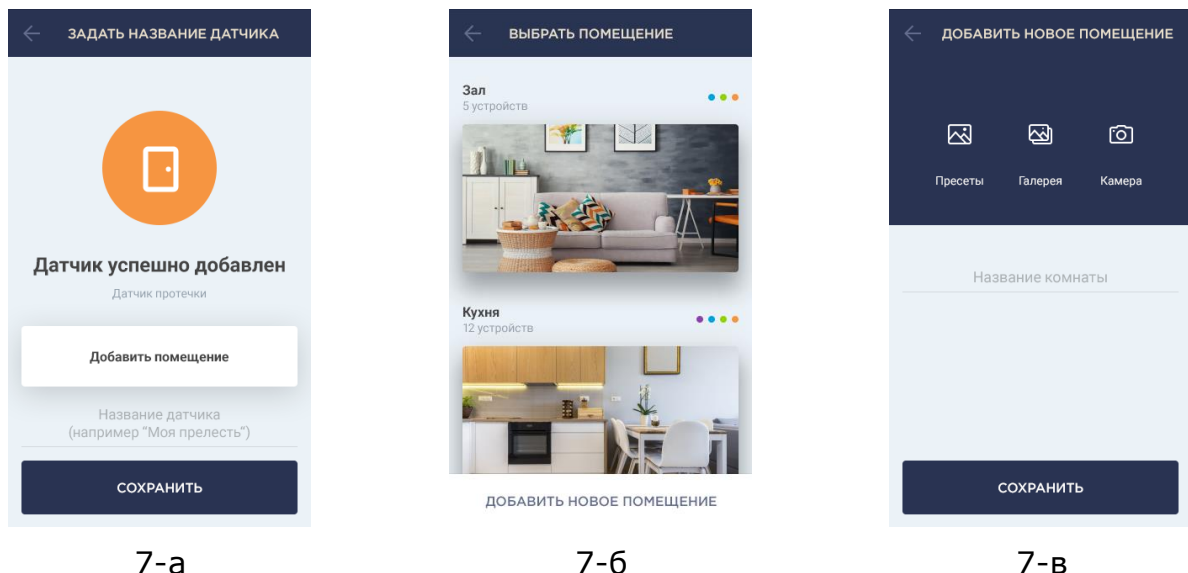 ЗАДАТЬ НАЗВАНИЕ ДАТЧИКА
Датчик успешно добавлен
Датчик протечки
Добавить помещение
Название датчика
(например “Моя прелесть”)
СОХРАНИТЬ
7-а
ВЫБРАТЬ ПОМЕЩЕНИЕ
Зал
5 устройств
Кухня
12 устройств
ДОБАВИТЬ НОВОЕ ПОМЕЩЕНИЕ
7-б
ДОБАВИТЬ НОВОЕ ПОМЕЩЕНИЕ
Пресеты Галерея Камера
Название комнаты
СОХРАНИТЬ
7-в